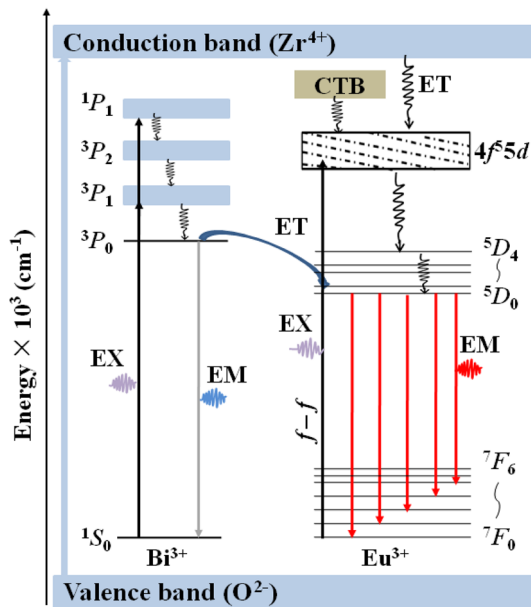 Energy × 10³ (cm⁻¹)
Conduction band (Zr⁴⁺)
CTB
ET
¹P₁
³P₂
4f⁵5d
³P₁
³P₀
ET
⁵D₄
⁵D₀
EX
EM
EX
EM
f–f
⁷F₆
¹S₀
⁷F₀
Bi³⁺
Eu³⁺
Valence band (O²⁻)